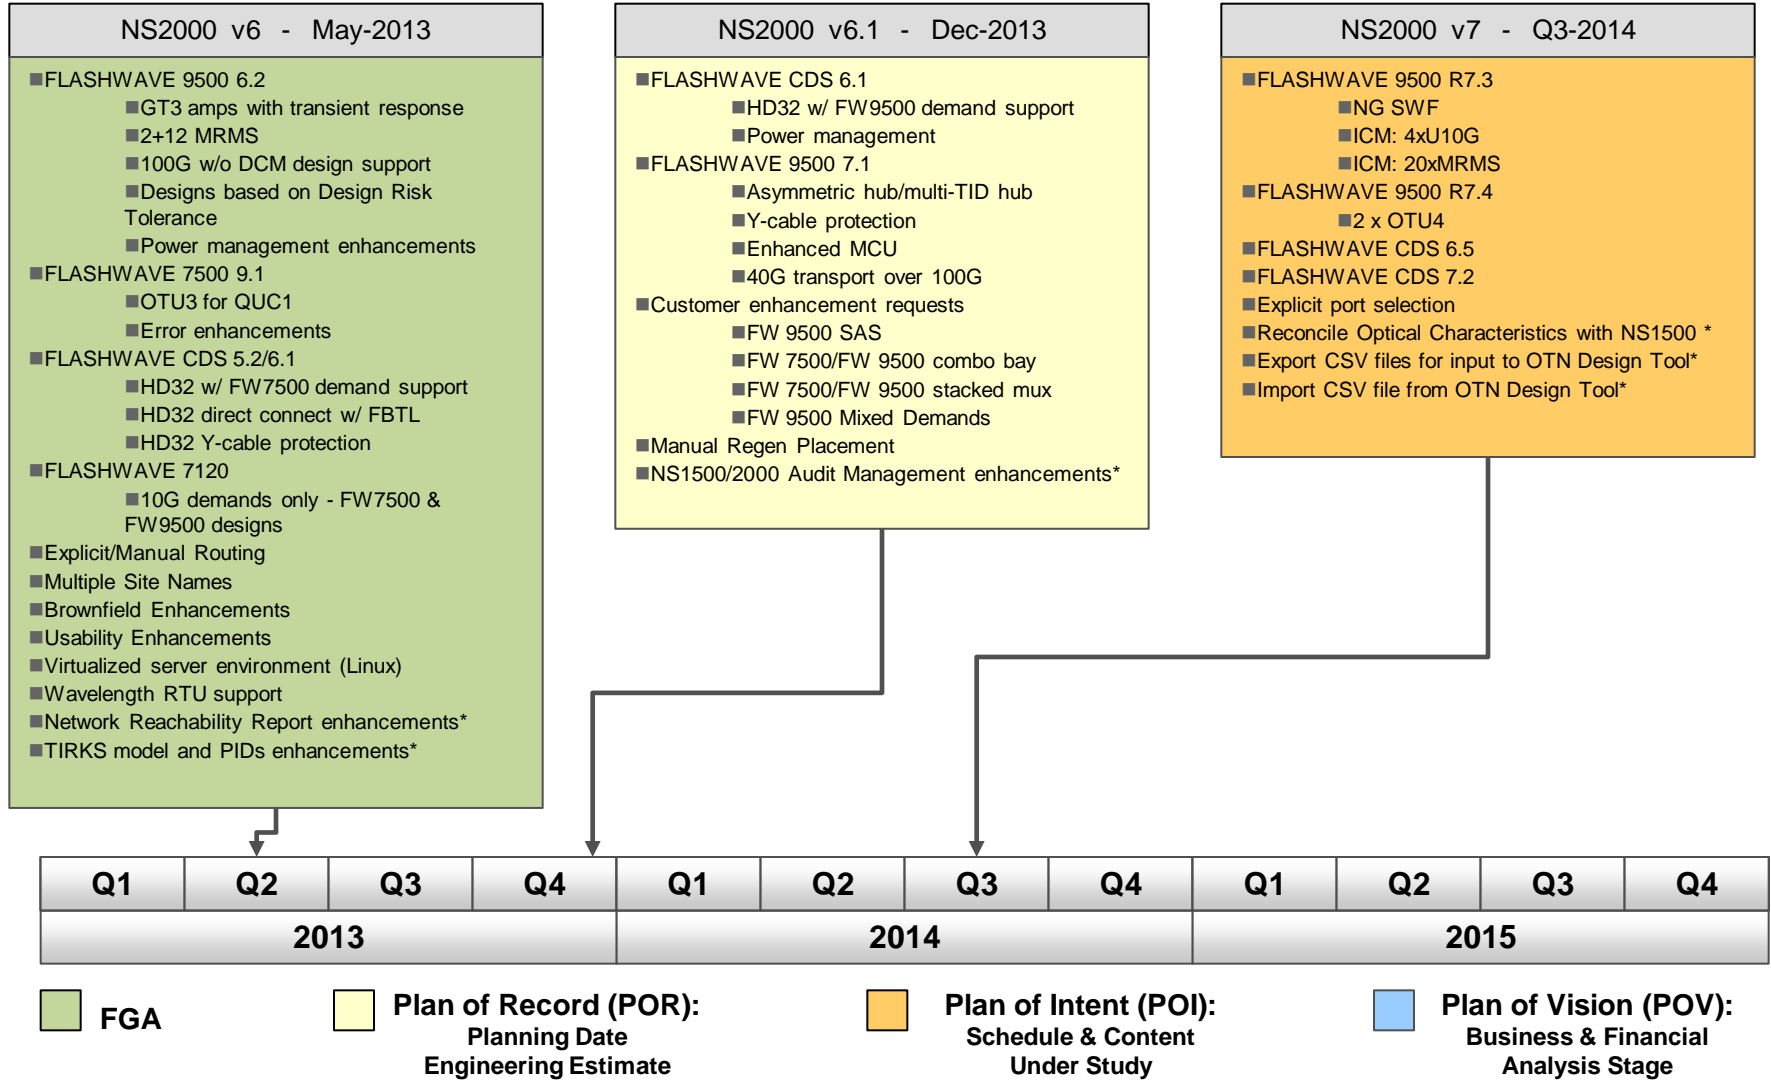 NS2000 v6 - May-2013
FLASHWAVE 9500 6.2
GT3 amps with transient response
2+12 MRMS
100G w/o DCM design support
Designs based on Design Risk
Tolerance
Power management enhancements
FLASHWAVE 7500 9.1
OTU3 for QUC1
Error enhancements
FLASHWAVE CDS 5.2/6.1
HD32 w/ FW7500 demand support
HD32 direct connect w/ FBTL
HD32 Y-cable protection
FLASHWAVE 7120
10G demands only - FW7500 &
FW9500 designs
Explicit/Manual Routing
Multiple Site Names
Brownfield Enhancements
Usability Enhancements
Virtualized server environment (Linux)
Wavelength RTU support
Network Reachability Report enhancements*
TIRKS model and PIDs enhancements*
NS2000 v6.1 - Dec-2013
FLASHWAVE CDS 6.1
HD32 w/ FW9500 demand support
Power management
FLASHWAVE 9500 7.1
Asymmetric hub/multi-TID hub
Y-cable protection
Enhanced MCU
40G transport over 100G
Customer enhancement requests
FW 9500 SAS
FW 7500/FW 9500 combo bay
FW 7500/FW 9500 stacked mux
FW 9500 Mixed Demands
Manual Regen Placement
NS1500/2000 Audit Management enhancements*
NS2000 v7 - Q3-2014
FLASHWAVE 9500 R7.3
NG SWF
ICM: 4xU10G
ICM: 20xMRMS
FLASHWAVE 9500 R7.4
2 x OTU4
FLASHWAVE CDS 6.5
FLASHWAVE CDS 7.2
Explicit port selection
Reconcile Optical Characteristics with NS1500 *
Export CSV files for input to OTN Design Tool*
Import CSV file from OTN Design Tool*
Q1 Q2 Q3 Q4 Q1 Q2 Q3 Q4 Q1 Q2 Q3 Q4
2013 2014 2015
FGA
Plan of Record (POR):
Planning Date
Engineering Estimate
Plan of Intent (POI):
Schedule & Content
Under Study
Plan of Vision (POV):
Business & Financial
Analysis Stage